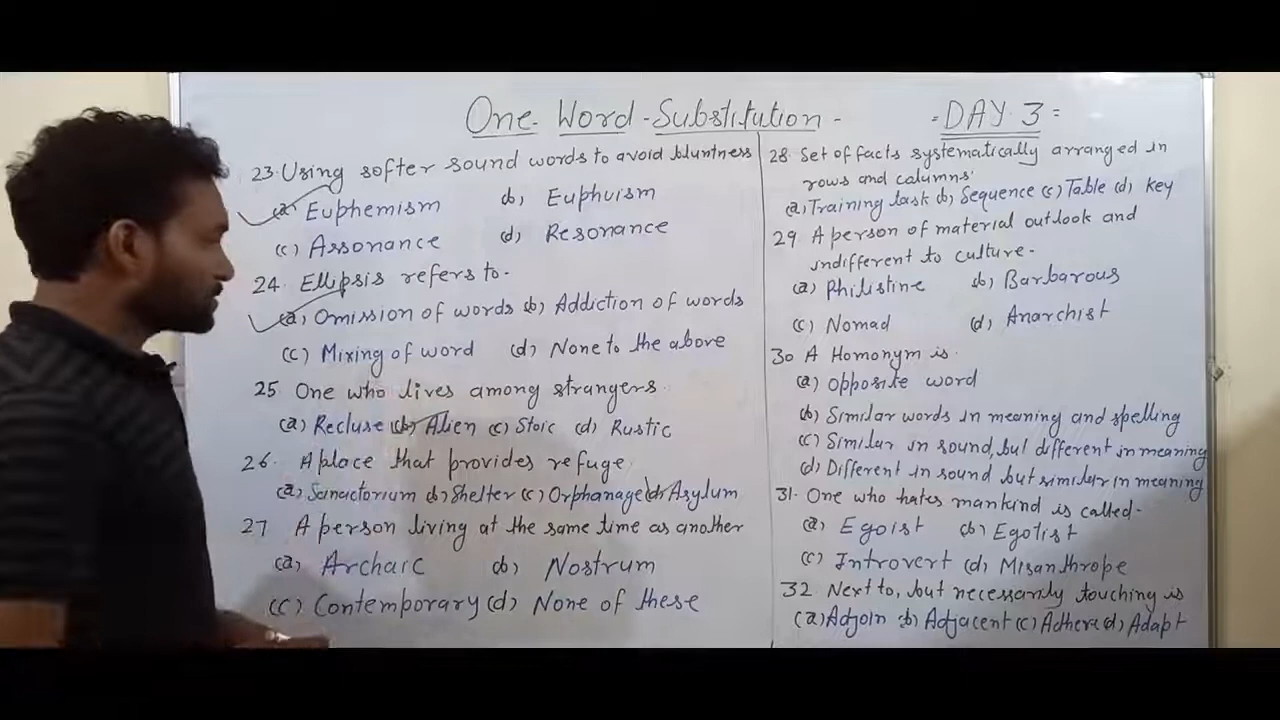 One Word Substitution -
= DAY 3 =
23. Using softer sound words to avoid bluntness
(a) Euphemism (b) Euphuism
(c) Assonance (d) Resonance
24. Ellipsis refers to -
(a) Omission of words (b) Addiction of words
(c) Mixing of word (d) None to the above
25 One who lives among strangers
(a) Recluse (b) Alien (c) Stoic (d) Rustic
26. A place that provides refuge
(a) Sanactorium (b) Shelter (c) Orphanage (d) Asylum
27 A person living at the same time as another
(a) Archaic (b) Nostrum
(c) Contemporary (d) None of these
28. Set of facts systematically arranged in
rows and columns.
(a) Training task (b) Sequence (c) Table (d) key
29. A person of material outlook and
indifferent to culture -
(a) Philistine (b) Barbarous
(c) Nomad (d) Anarchist
30 A Homonym is.
(a) opposite word
(b) Similar words in meaning and spelling
(c) Similar in sound, but different in meaning
(d) Different in sound but similar in meaning
31. One who hates mankind is called -
(a) Egoist (b) Egotist
(c) Introvert (d) Misanthrope
32. Next to, but necessarily touching is
(a) Adjoin (b) Adjacent (c) Adhere (d) Adapt